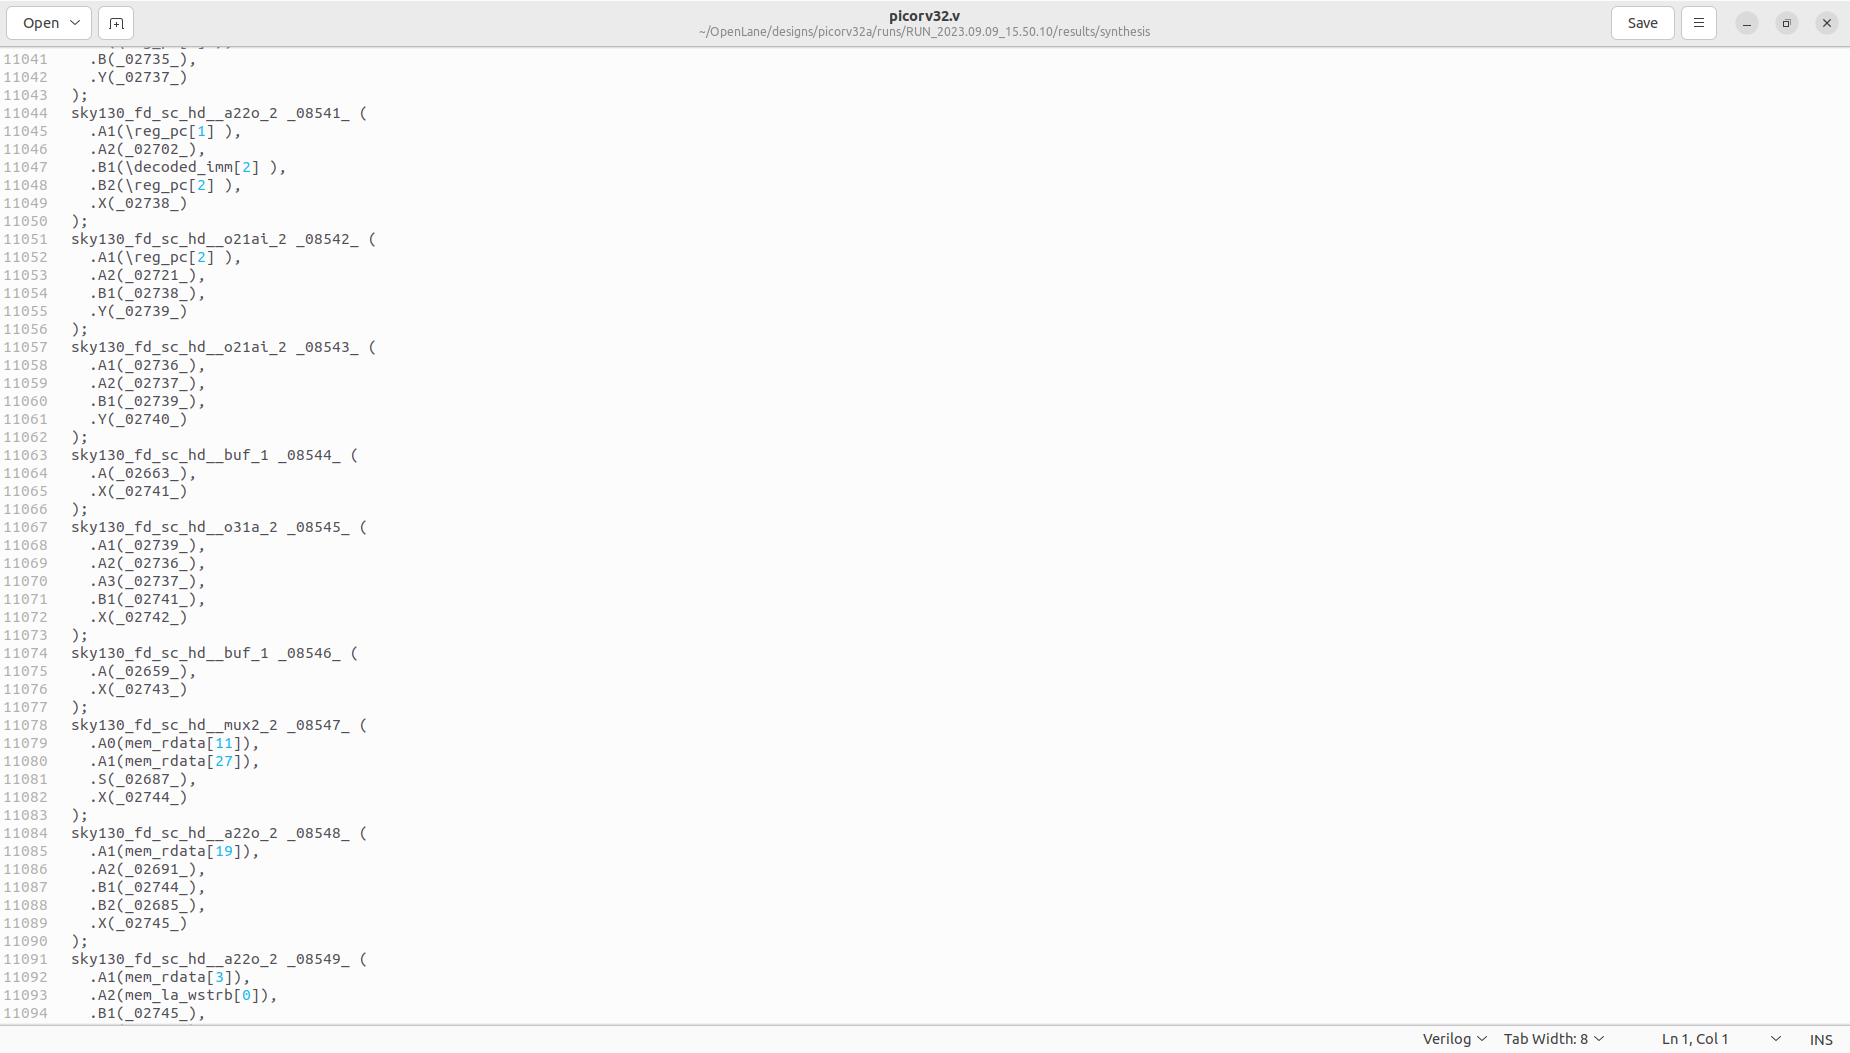 Open
picorv32.v
~/OpenLane/designs/picorv32a/runs/RUN_2023.09.09_15.50.10/results/synthesis
Save
11041 .B(_02735_),
11042 .Y(_02737_)
11043 );
11044 sky130_fd_sc_hd__a22o_2 _08541_ (
11045 .A1(\reg_pc[1] ),
11046 .A2(_02702_),
11047 .B1(\decoded_imm[2] ),
11048 .B2(\reg_pc[2] ),
11049 .X(_02738_)
11050 );
11051 sky130_fd_sc_hd__o21ai_2 _08542_ (
11052 .A1(\reg_pc[2] ),
11053 .A2(_02721_),
11054 .B1(_02738_),
11055 .Y(_02739_)
11056 );
11057 sky130_fd_sc_hd__o21ai_2 _08543_ (
11058 .A1(_02736_),
11059 .A2(_02737_),
11060 .B1(_02739_),
11061 .Y(_02740_)
11062 );
11063 sky130_fd_sc_hd__buf_1 _08544_ (
11064 .A(_02663_),
11065 .X(_02741_)
11066 );
11067 sky130_fd_sc_hd__o31a_2 _08545_ (
11068 .A1(_02739_),
11069 .A2(_02736_),
11070 .A3(_02737_),
11071 .B1(_02741_),
11072 .X(_02742_)
11073 );
11074 sky130_fd_sc_hd__buf_1 _08546_ (
11075 .A(_02659_),
11076 .X(_02743_)
11077 );
11078 sky130_fd_sc_hd__mux2_2 _08547_ (
11079 .A0(mem_rdata[11]),
11080 .A1(mem_rdata[27]),
11081 .S(_02687_),
11082 .X(_02744_)
11083 );
11084 sky130_fd_sc_hd__a22o_2 _08548_ (
11085 .A1(mem_rdata[19]),
11086 .A2(_02691_),
11087 .B1(_02744_),
11088 .B2(_02685_),
11089 .X(_02745_)
11090 );
11091 sky130_fd_sc_hd__a22o_2 _08549_ (
11092 .A1(mem_rdata[3]),
11093 .A2(mem_la_wstrb[0]),
11094 .B1(_02745_),
Verilog Tab Width: 8 Ln 1, Col 1 INS